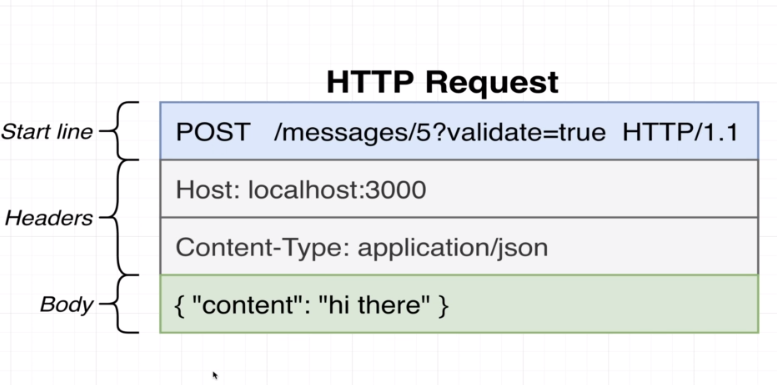 HTTP Request
Start line
POST /messages/5?validate=true HTTP/1.1
Headers
Host: localhost:3000
Content-Type: application/json
Body
{ "content": "hi there" }